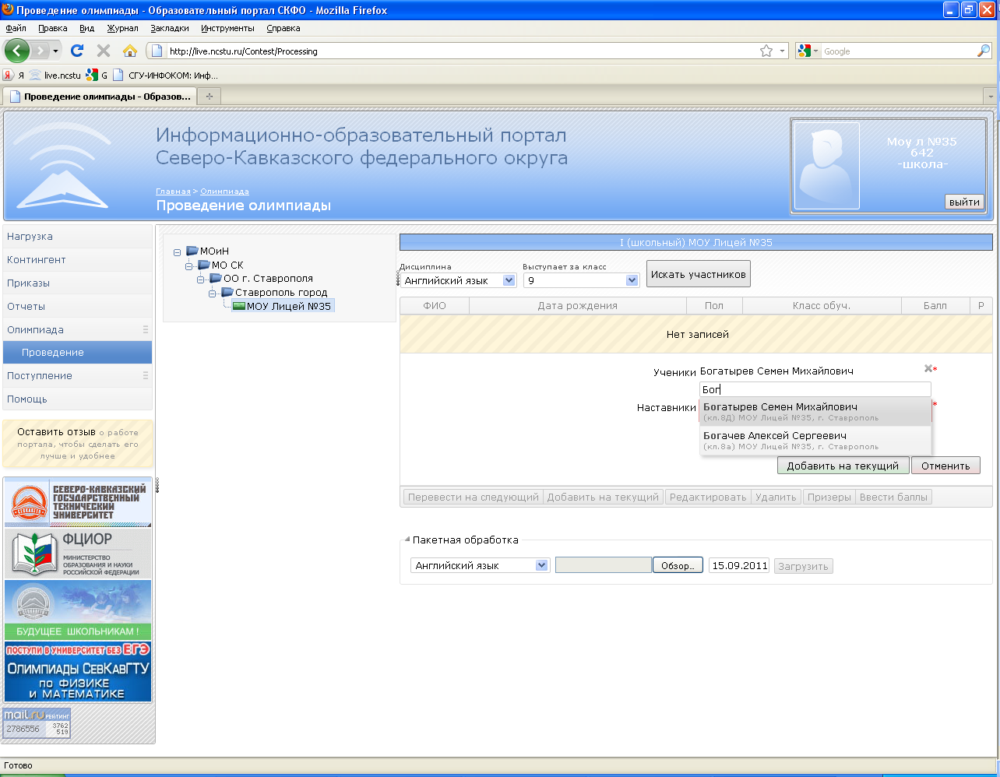 Проведение олимпиады - Образовательный портал СКФО - Mozilla Firefox
Файл Правка Вид Журнал Закладки Инструменты Справка
http://live.ncstu.ru/Contest/Processing
Google
Я live.ncstu G СГУ-ИНФОКОМ: Инф...
Проведение олимпиады - Образов...
Информационно-образовательный портал
Северо-Кавказского федерального округа
Главная > Олимпиада
Проведение олимпиады
Моу л №35
642
-школа-
выйти
Нагрузка
Контингент
Приказы
Отчеты
Олимпиада
Проведение
Поступление
Помощь
Оставить отзыв о работе
портала, чтобы сделать его
лучше и удобнее
СЕВЕРО-КАВКАЗСКИЙ
ГОСУДАРСТВЕННЫЙ
ТЕХНИЧЕСКИЙ
УНИВЕРСИТЕТ
ФЦИОР
МИНИСТЕРСТВО
ОБРАЗОВАНИЯ И НАУКИ
РОССИЙСКОЙ ФЕДЕРАЦИИ
БУДУЩЕЕ ШКОЛЬНИКАМ !
ПОСТУПИ В УНИВЕРСИТЕТ БЕЗ ЕГЭ
ОЛИМПИАДЫ СЕВКАВГТУ
ПО ФИЗИКЕ
И МАТЕМАТИКЕ
mail.ru РЕЙТИНГ
2786556 3762
519
МОиН
МО СК
ОО г. Ставрополя
Ставрополь город
МОУ Лицей №35
I (школьный) МОУ Лицей №35
Дисциплина Выступает за класс
Английский язык 9 Искать участников
ФИО Дата рождения Пол Класс обуч. Балл Р
Нет записей
Ученики Богатырев Семен Михайлович *
Бог
Наставники *
Богатырев Семен Михайлович
(кл.8Д) МОУ Лицей №35, г. Ставрополь
Богачев Алексей Сергеевич
(кл.8а) МОУ Лицей №35, г. Ставрополь
Добавить на текущий Отменить
Перевести на следующий Добавить на текущий Редактировать Удалить Призеры Ввести баллы
Пакетная обработка
Английский язык Обзор... 15.09.2011 Загрузить
Готово